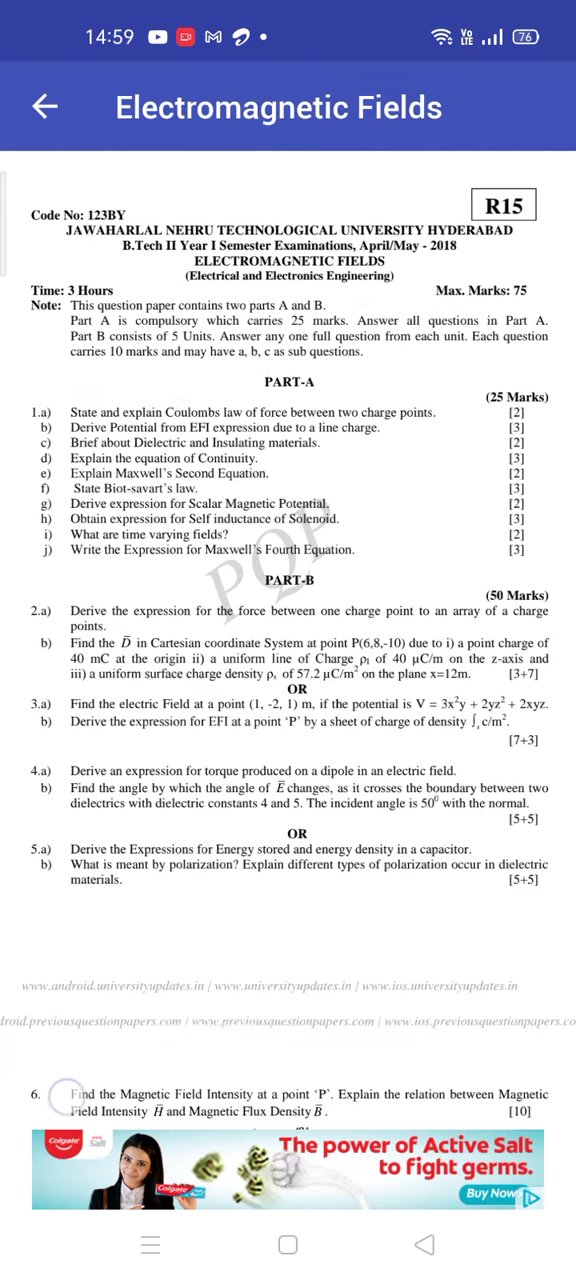 14:59
Vo LTE
76
Electromagnetic Fields
R15
Code No: 123BY
JAWAHARLAL NEHRU TECHNOLOGICAL UNIVERSITY HYDERABAD
B.Tech II Year I Semester Examinations, April/May - 2018
ELECTROMAGNETIC FIELDS
(Electrical and Electronics Engineering)
Time: 3 Hours Max. Marks: 75
Note: This question paper contains two parts A and B.
Part A is compulsory which carries 25 marks. Answer all questions in Part A.
Part B consists of 5 Units. Answer any one full question from each unit. Each question
carries 10 marks and may have a, b, c as sub questions.
PART-A
(25 Marks)
1.a) State and explain Coulombs law of force between two charge points. [2]
b) Derive Potential from EFI expression due to a line charge. [3]
c) Brief about Dielectric and Insulating materials. [2]
d) Explain the equation of Continuity. [3]
e) Explain Maxwell's Second Equation. [2]
f) State Biot-savart's law. [3]
g) Derive expression for Scalar Magnetic Potential. [2]
h) Obtain expression for Self inductance of Solenoid. [3]
i) What are time varying fields? [2]
j) Write the Expression for Maxwell's Fourth Equation. [3]
PQP
PART-B
(50 Marks)
2.a) Derive the expression for the force between one charge point to an array of a charge
points.
b) Find the D̅ in Cartesian coordinate System at point P(6,8,-10) due to i) a point charge of
40 mC at the origin ii) a uniform line of Charge ρₗ of 40 µC/m on the z-axis and
iii) a uniform surface charge density ρₛ of 57.2 µC/m² on the plane x=12m. [3+7]
OR
3.a) Find the electric Field at a point (1, -2, 1) m, if the potential is V = 3x²y + 2yz² + 2xyz.
b) Derive the expression for EFI at a point 'P' by a sheet of charge of density ∫ₛ c/m².
[7+3]
4.a) Derive an expression for torque produced on a dipole in an electric field.
b) Find the angle by which the angle of E̅ changes, as it crosses the boundary between two
dielectrics with dielectric constants 4 and 5. The incident angle is 50⁰ with the normal.
[5+5]
OR
5.a) Derive the Expressions for Energy stored and energy density in a capacitor.
b) What is meant by polarization? Explain different types of polarization occur in dielectric
materials. [5+5]
www.android.universityupdates.in | www.universityupdates.in | www.ios.universityupdates.in
droid.previousquestionpapers.com | www.previousquestionpapers.com | www.ios.previousquestionpapers.co
6. Find the Magnetic Field Intensity at a point 'P'. Explain the relation between Magnetic
Field Intensity H̅ and Magnetic Flux Density B̅ . [10]
Colgate Salt
The power of Active Salt
to fight germs.
Colgate
Buy Now